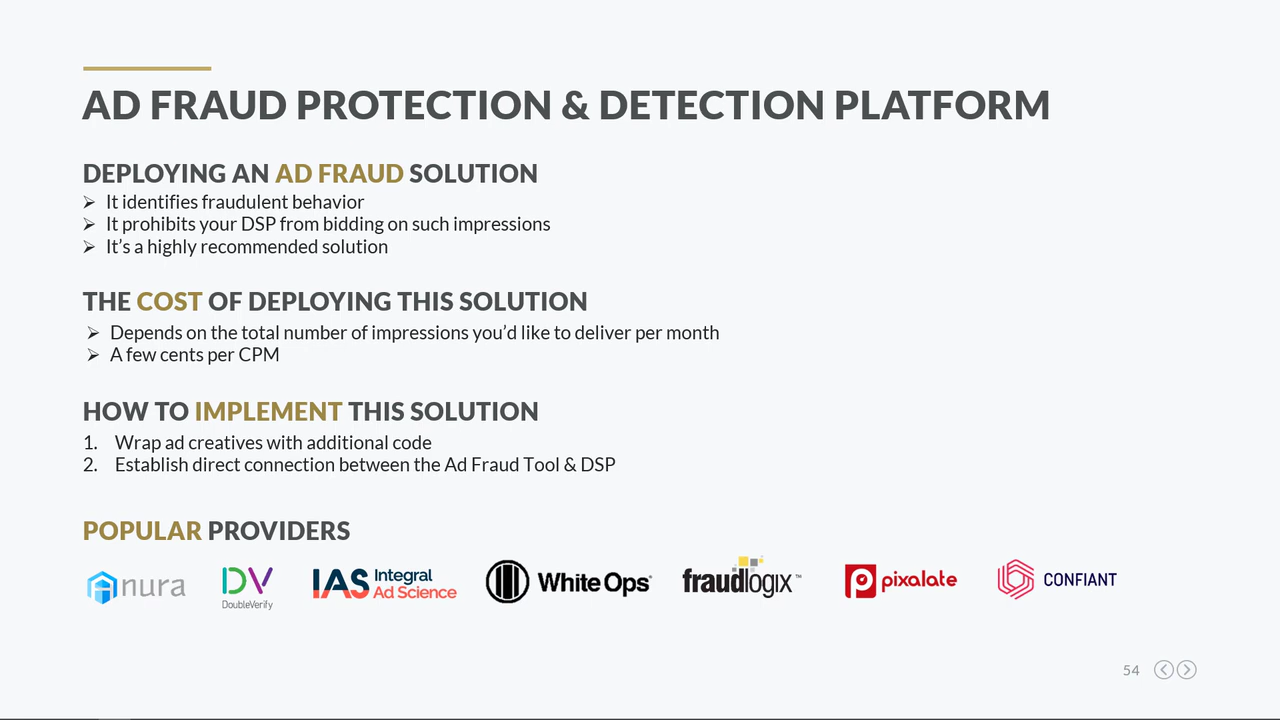 AD FRAUD PROTECTION & DETECTION PLATFORM
DEPLOYING AN AD FRAUD SOLUTION
➢ It identifies fraudulent behavior
➢ It prohibits your DSP from bidding on such impressions
➢ It’s a highly recommended solution
THE COST OF DEPLOYING THIS SOLUTION
➢ Depends on the total number of impressions you’d like to deliver per month
➢ A few cents per CPM
HOW TO IMPLEMENT THIS SOLUTION
1. Wrap ad creatives with additional code
2. Establish direct connection between the Ad Fraud Tool & DSP
POPULAR PROVIDERS
Anura
DV
DoubleVerify
IAS Integral
Ad Science
White Ops
fraudlogix™
pixalate
CONFIANT
54